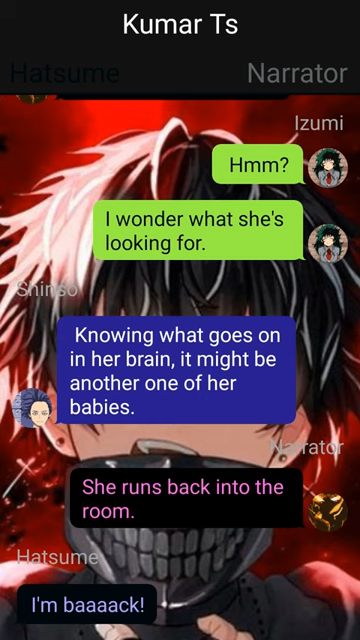 Kumar Ts
Hatsume
Narrator
Izumi
Hmm?
I wonder what she's
looking for.
Shinso
Knowing what goes on
in her brain, it might be
another one of her
babies.
Narrator
She runs back into the
room.
Hatsume
I'm baaaack!